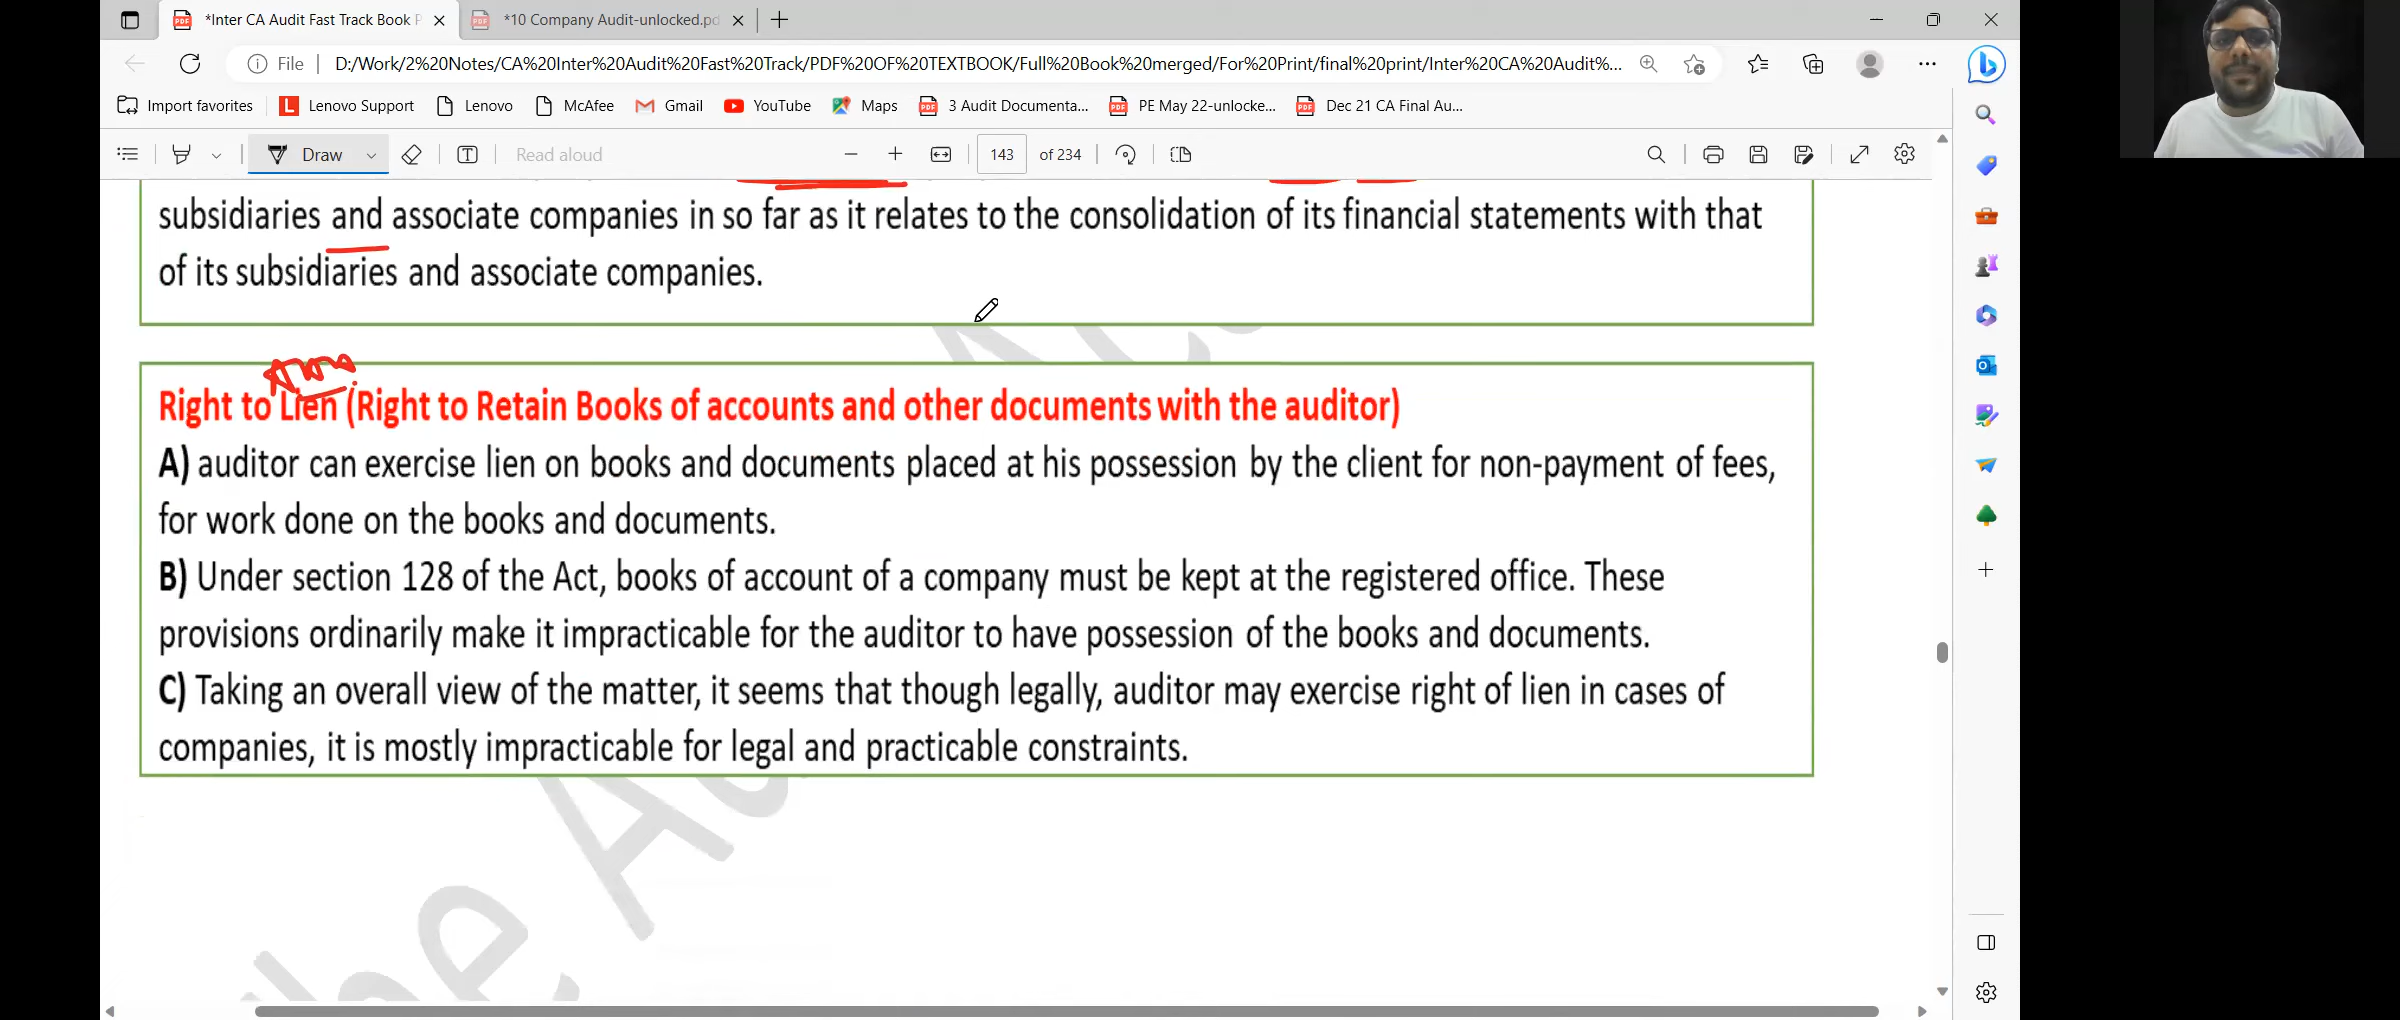 *Inter CA Audit Fast Track Book P
*10 Company Audit-unlocked.pd
File
D:/Work/2%20Notes/CA%20Inter%20Audit%20Fast%20Track/PDF%20OF%20TEXTBOOK/Full%20Book%20merged/For%20Print/final%20print/Inter%20CA%20Audit%...
Import favorites
Lenovo Support
Lenovo
McAfee
Gmail
YouTube
Maps
3 Audit Documenta...
PE May 22-unlocke...
Dec 21 CA Final Au...
Draw
Read aloud
143 of 234
subsidiaries and associate companies in so far as it relates to the consolidation of its financial statements with that
of its subsidiaries and associate companies.
Right to Lien (Right to Retain Books of accounts and other documents with the auditor)
A) auditor can exercise lien on books and documents placed at his possession by the client for non-payment of fees,
for work done on the books and documents.
B) Under section 128 of the Act, books of account of a company must be kept at the registered office. These
provisions ordinarily make it impracticable for the auditor to have possession of the books and documents.
C) Taking an overall view of the matter, it seems that though legally, auditor may exercise right of lien in cases of
companies, it is mostly impracticable for legal and practicable constraints.